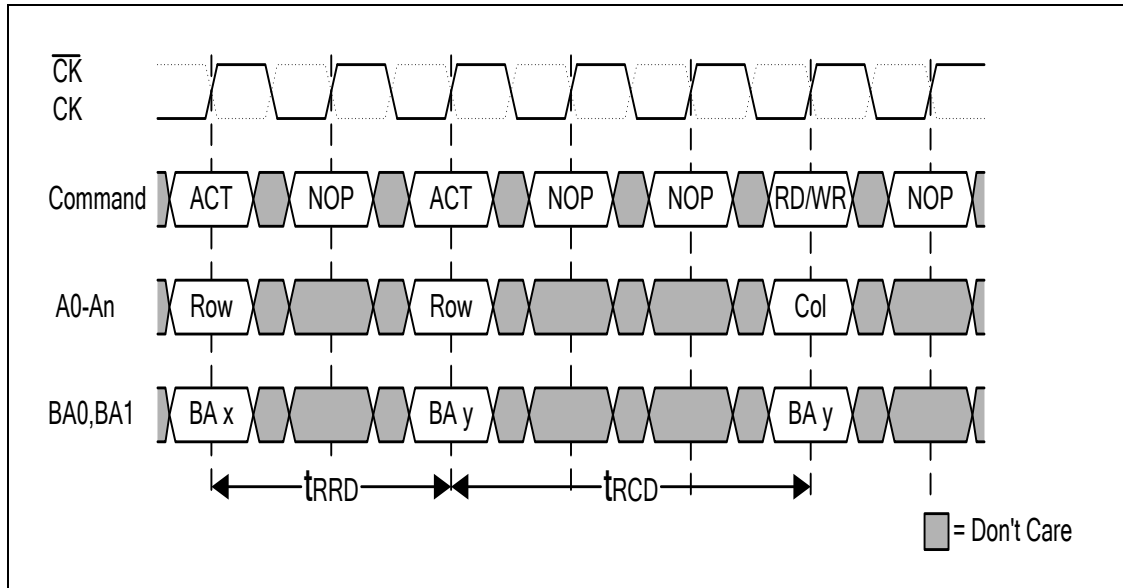 C̅K̅
CK
Command ACT NOP ACT NOP NOP RD/WR NOP
A0-An Row Row Col
BA0,BA1 BA x BA y BA y
tRRD tRCD
= Don't Care